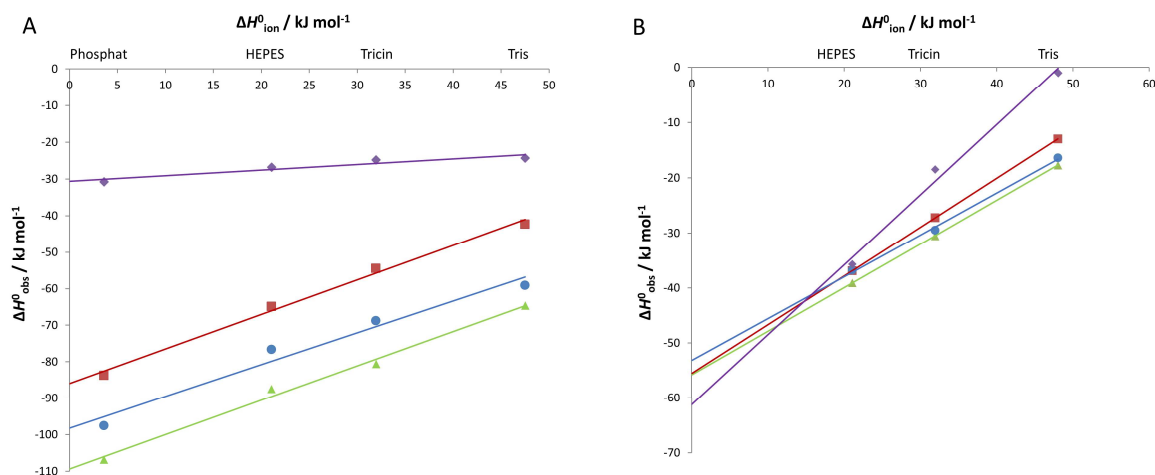 A
ΔH⁰ion / kJ mol⁻¹
Phosphat HEPES Tricin Tris
0 5 10 15 20 25 30 35 40 45 50
0
-10
-20
-30
-40
-50
-60
-70
-80
-90
-100
-110
ΔH⁰obs / kJ mol⁻¹
B
ΔH⁰ion / kJ mol⁻¹
HEPES Tricin Tris
0 10 20 30 40 50 60
0
-10
-20
-30
-40
-50
-60
-70
ΔH⁰obs / kJ mol⁻¹